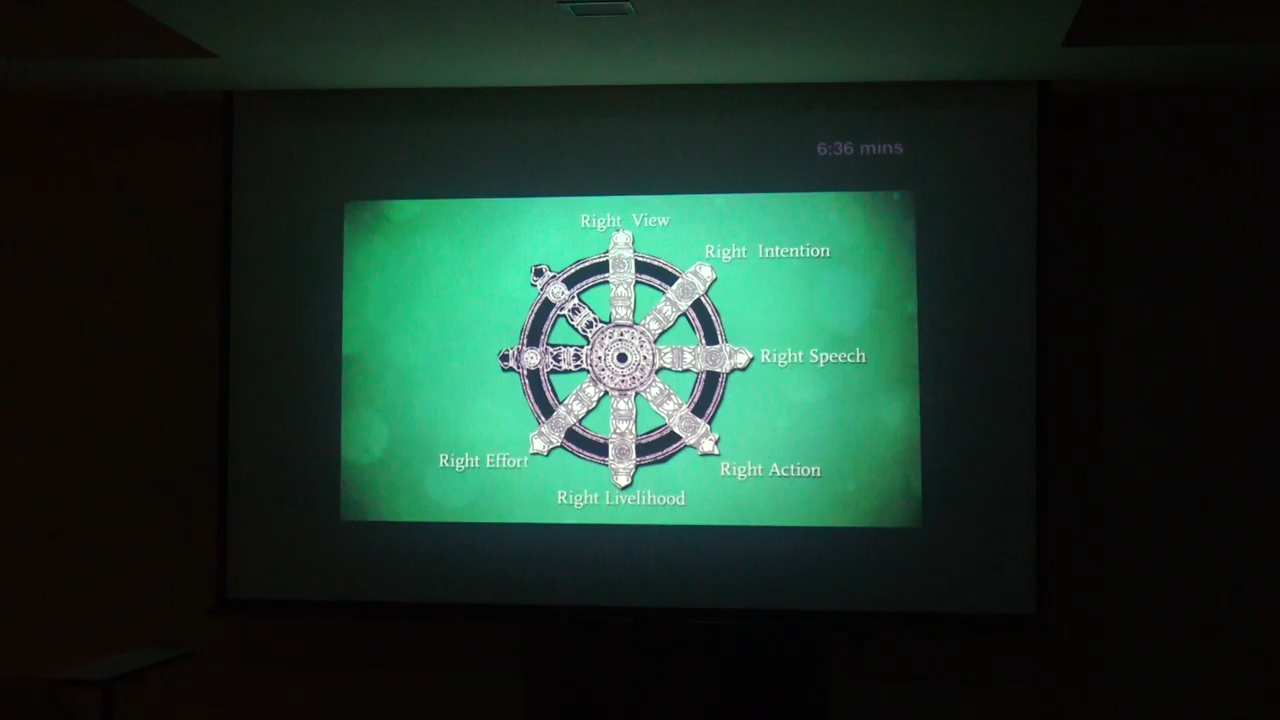 6:36 mins
Right View
Right Intention
Right Speech
Right Effort
Right Action
Right Livelihood